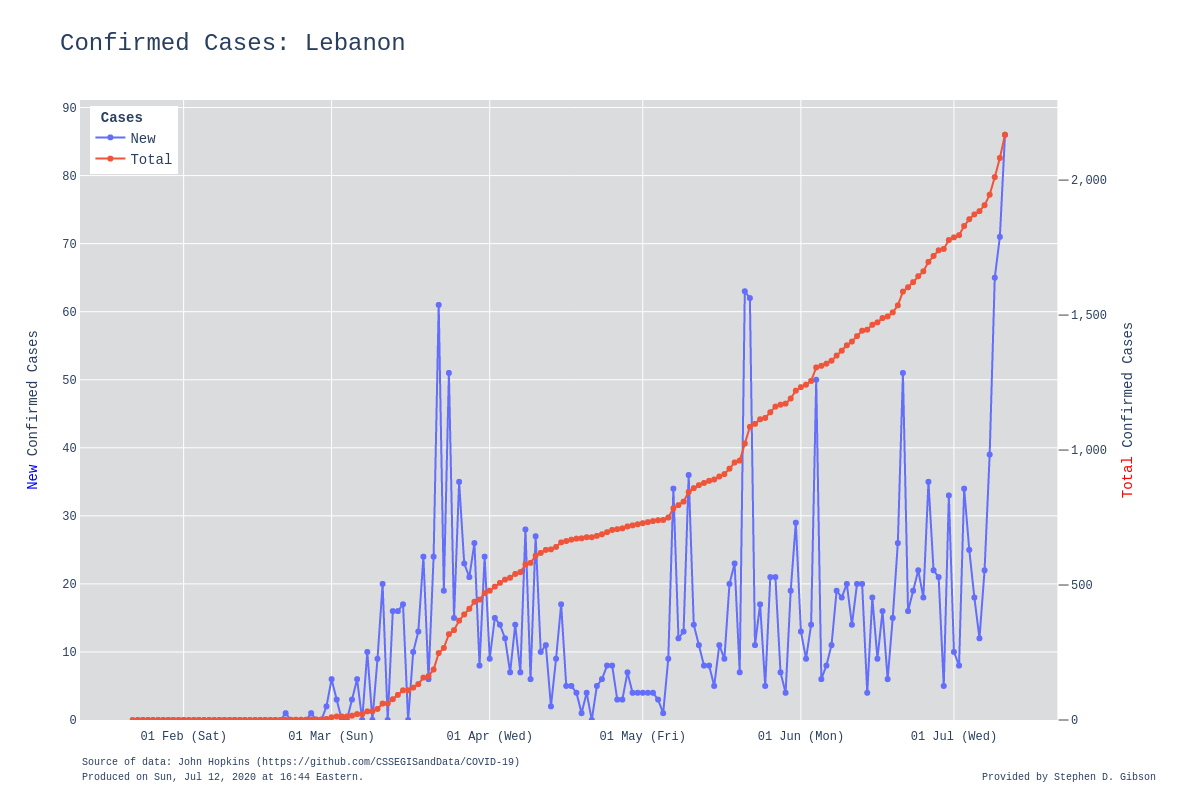 Confirmed Cases: Lebanon
Cases
New
Total
90
80
70
60
50
40
30
20
10
0
2,000
1,500
1,000
500
0
New Confirmed Cases
Total Confirmed Cases
01 Feb (Sat) 01 Mar (Sun) 01 Apr (Wed) 01 May (Fri) 01 Jun (Mon) 01 Jul (Wed)
Source of data: John Hopkins (https://github.com/CSSEGISandData/COVID-19)
Produced on Sun, Jul 12, 2020 at 16:44 Eastern.
Provided by Stephen D. Gibson